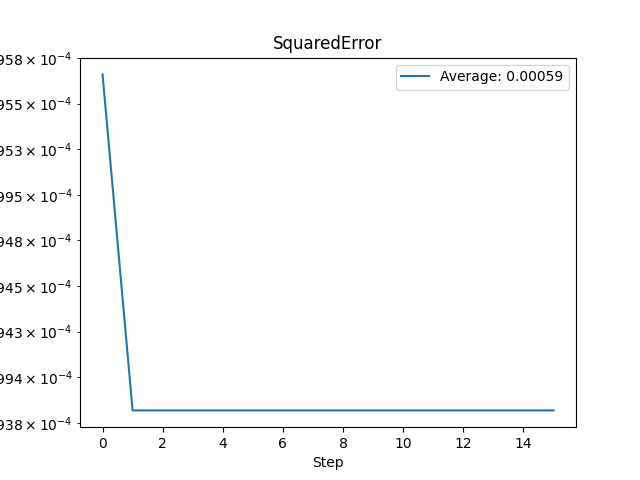 SquaredError
Average: 0.00059
958 × 10⁻⁴
955 × 10⁻⁴
953 × 10⁻⁴
995 × 10⁻⁴
948 × 10⁻⁴
945 × 10⁻⁴
943 × 10⁻⁴
994 × 10⁻⁴
938 × 10⁻⁴
0 2 4 6 8 10 12 14
Step